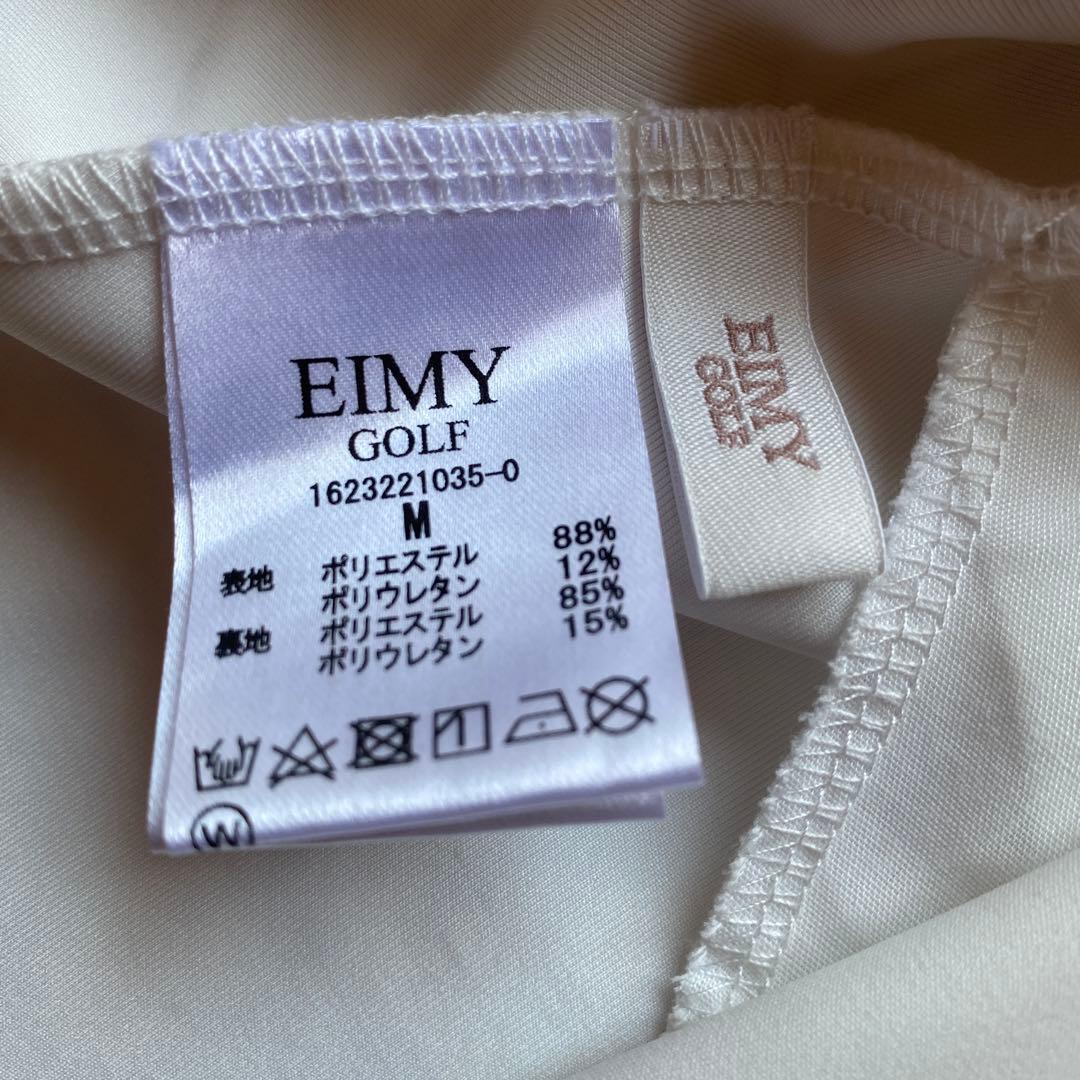 EIMY
GOLF
1623221035-0
M
表地 ポリエステル 88%
ポリウレタン 12%
裏地 ポリエステル 85%
ポリウレタン 15%
W
EIMY
GOLF